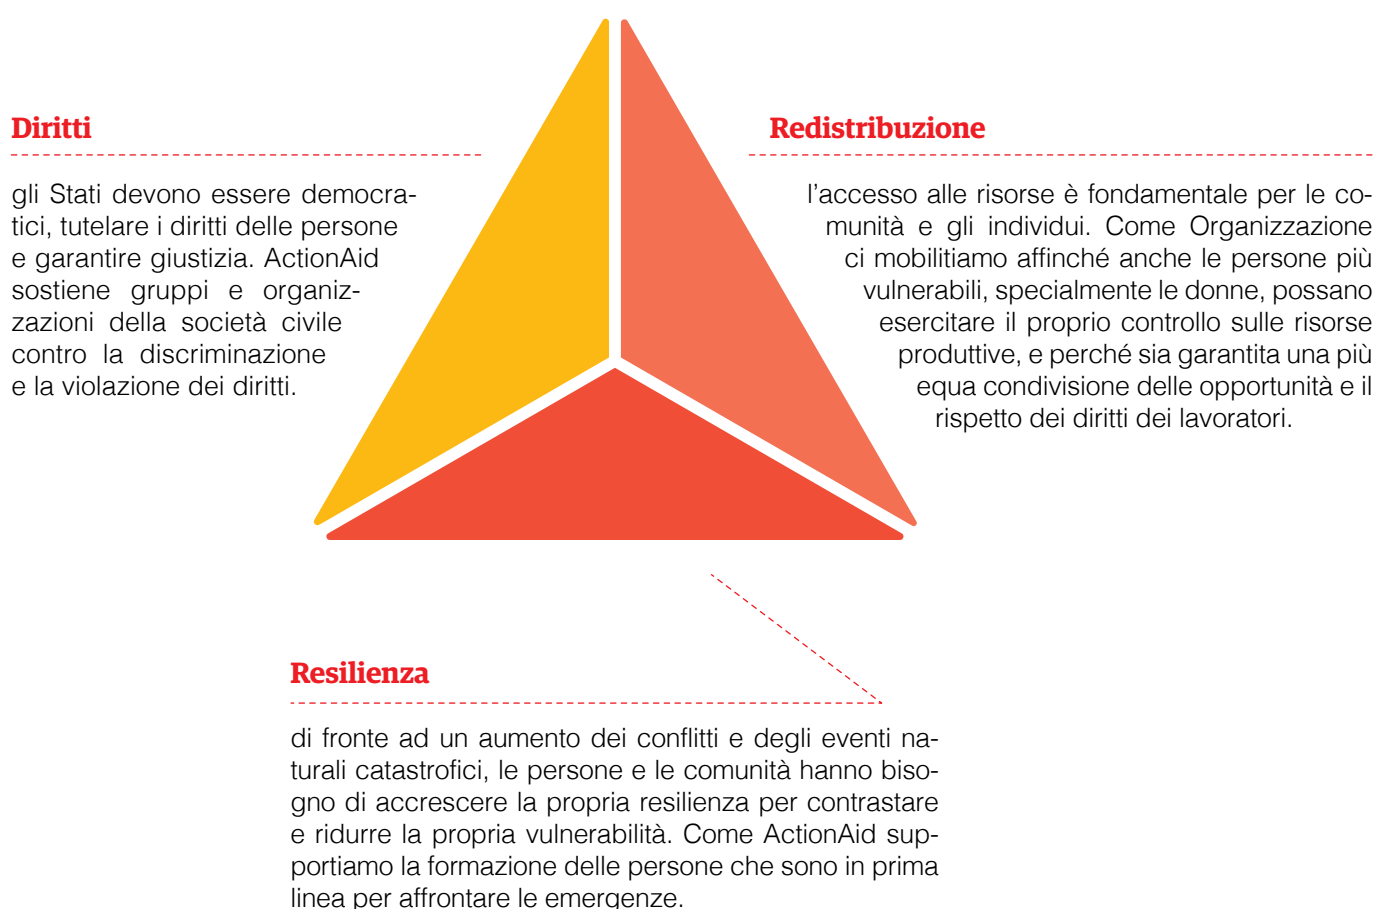 Diritti
gli Stati devono essere democra-
tici, tutelare i diritti delle persone
e garantire giustizia. ActionAid
sostiene gruppi e organiz-
zazioni della società civile
contro la discriminazione
e la violazione dei diritti.
Redistribuzione
l’accesso alle risorse è fondamentale per le co-
munità e gli individui. Come Organizzazione
ci mobilitiamo affinché anche le persone più
vulnerabili, specialmente le donne, possano
esercitare il proprio controllo sulle risorse
produttive, e perché sia garantita una più
equa condivisione delle opportunità e il
rispetto dei diritti dei lavoratori.
Resilienza
di fronte ad un aumento dei conflitti e degli eventi na-
turali catastrofici, le persone e le comunità hanno biso-
gno di accrescere la propria resilienza per contrastare
e ridurre la propria vulnerabilità. Come ActionAid sup-
portiamo la formazione delle persone che sono in prima
linea per affrontare le emergenze.